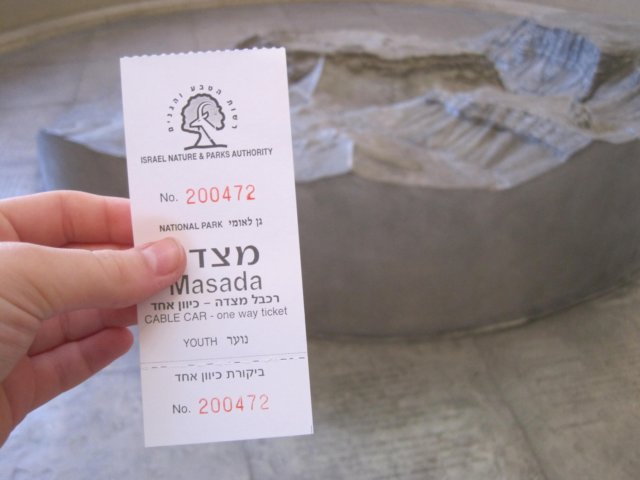 רשות הטבע והגנים
ISRAEL NATURE & PARKS AUTHORITY
No. 200472
NATIONAL PARK גן לאומי
מצד
Masada
רכבל מצדה – כיוון אחד
CABLE CAR - one way ticket
YOUTH נוער
ביקורת כיוון אחד
No. 200472